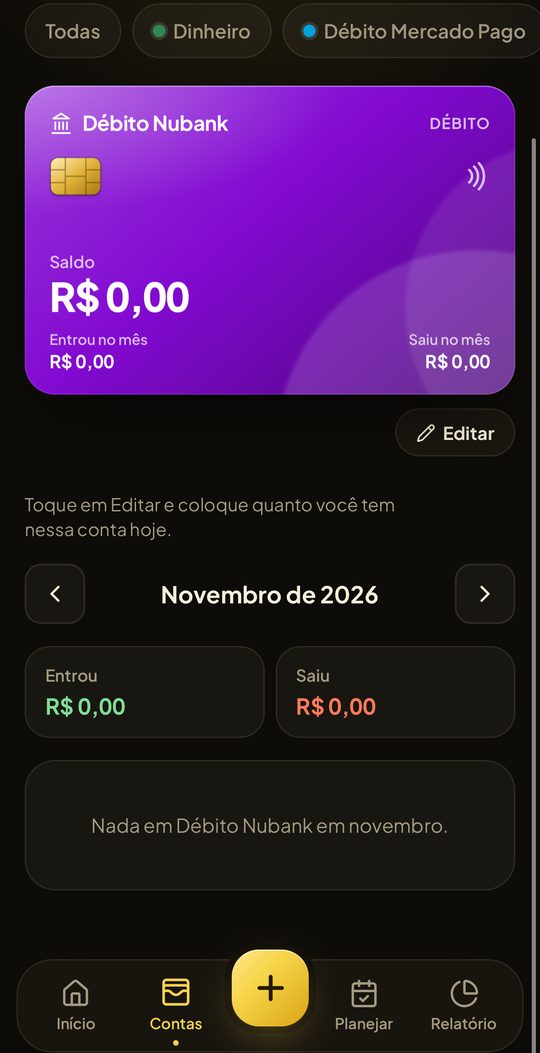 Todas
Dinheiro
Débito Mercado Pago
Débito Nubank
DÉBITO
Saldo
R$ 0,00
Entrou no mês
Saiu no mês
R$ 0,00
R$ 0,00
Editar
Toque em Editar e coloque quanto você tem
nessa conta hoje.
Novembro de 2026
Entrou
Saiu
R$ 0,00
R$ 0,00
Nada em Débito Nubank em novembro.
Início
Contas
Planejar
Relatório